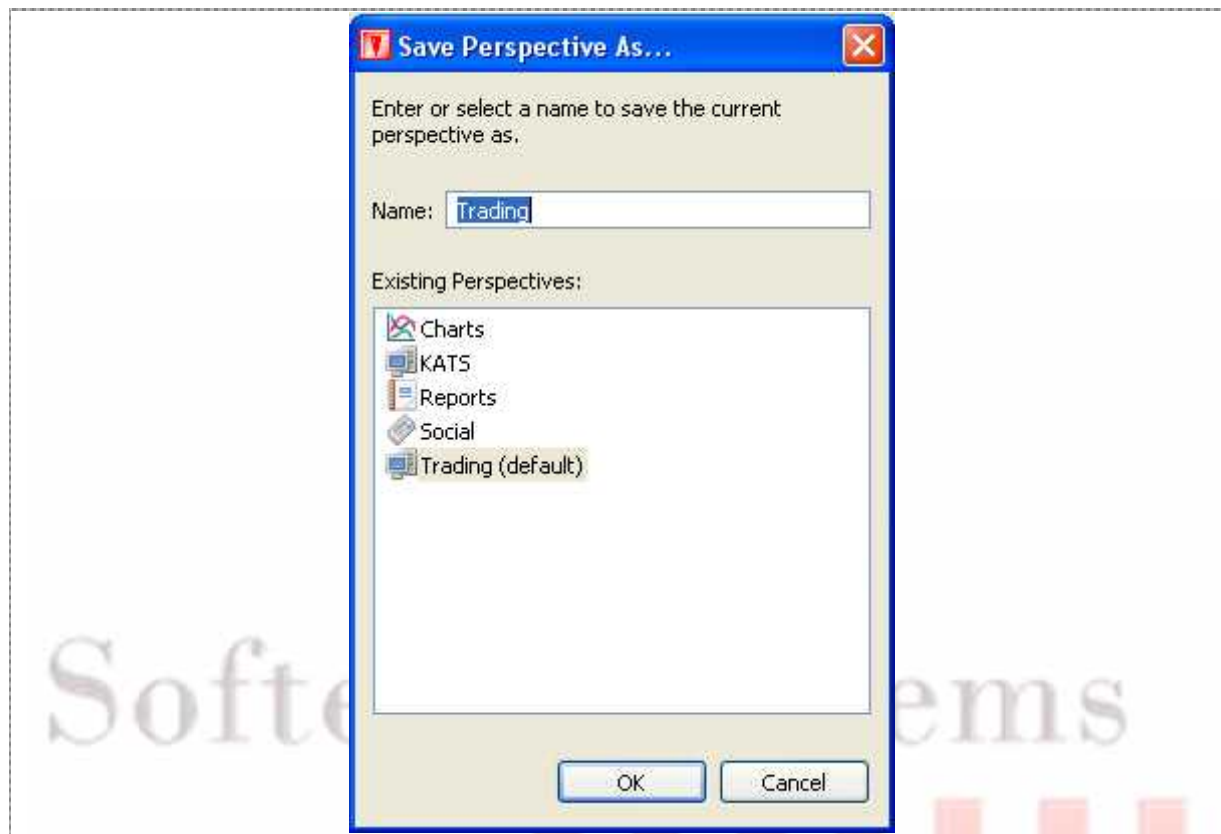 Save Perspective As...
Enter or select a name to save the current
perspective as.
Name: Trading
Existing Perspectives:
Charts
KATS
Reports
Social
Trading (default)
OK Cancel